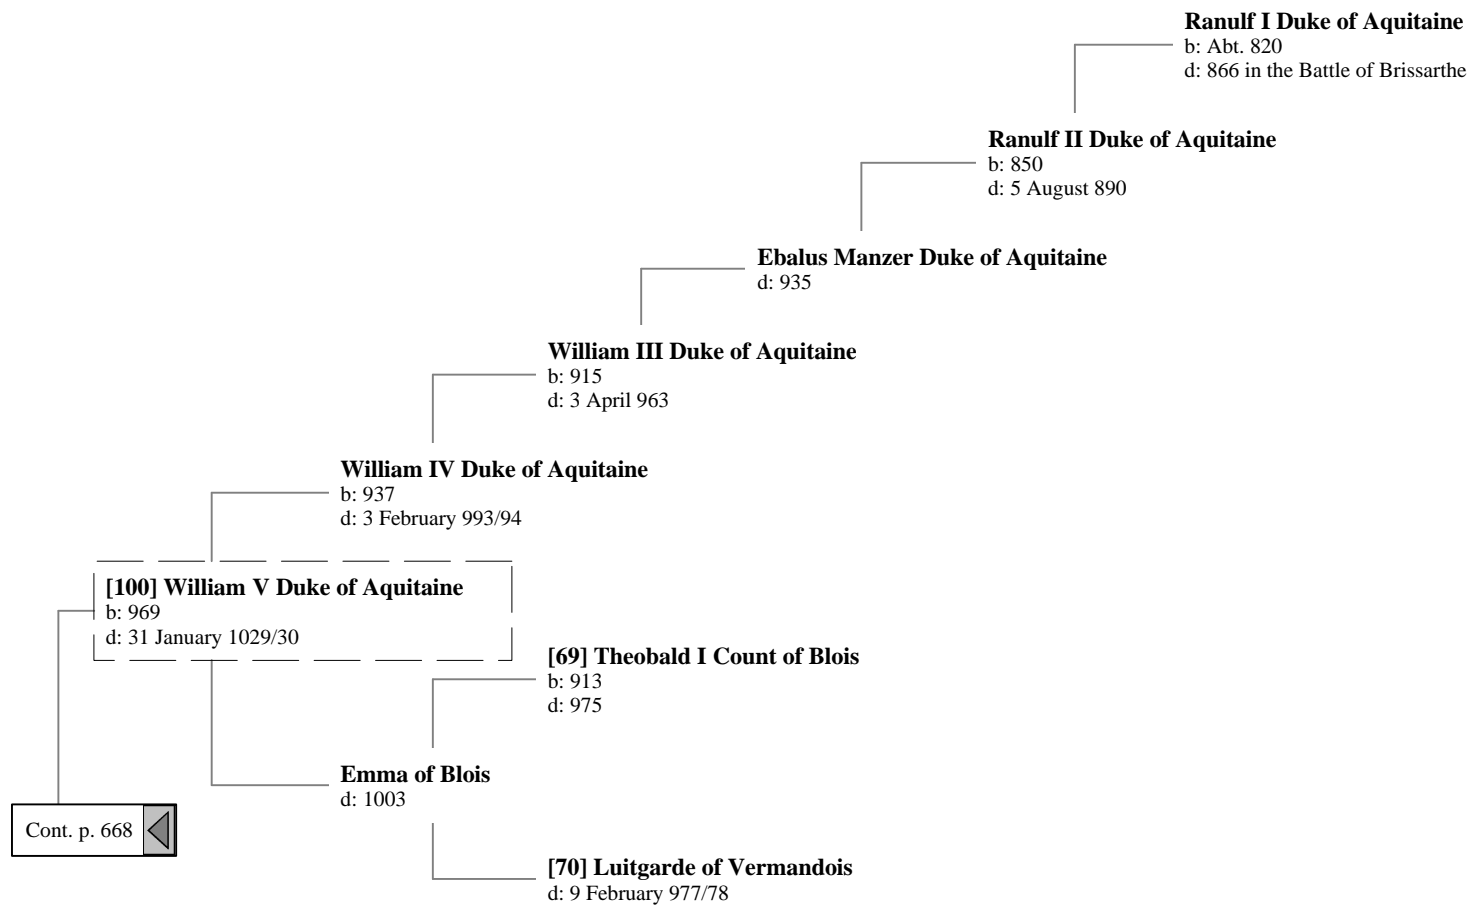 Ranulf I Duke of Aquitaine
b: Abt. 820
d: 866 in the Battle of Brissarthe
Ranulf II Duke of Aquitaine
b: 850
d: 5 August 890
Ebalus Manzer Duke of Aquitaine
d: 935
William III Duke of Aquitaine
b: 915
d: 3 April 963
William IV Duke of Aquitaine
b: 937
d: 3 February 993/94
[100] William V Duke of Aquitaine
b: 969
d: 31 January 1029/30
[69] Theobald I Count of Blois
b: 913
d: 975
Emma of Blois
d: 1003
Cont. p. 668
[70] Luitgarde of Vermandois
d: 9 February 977/78